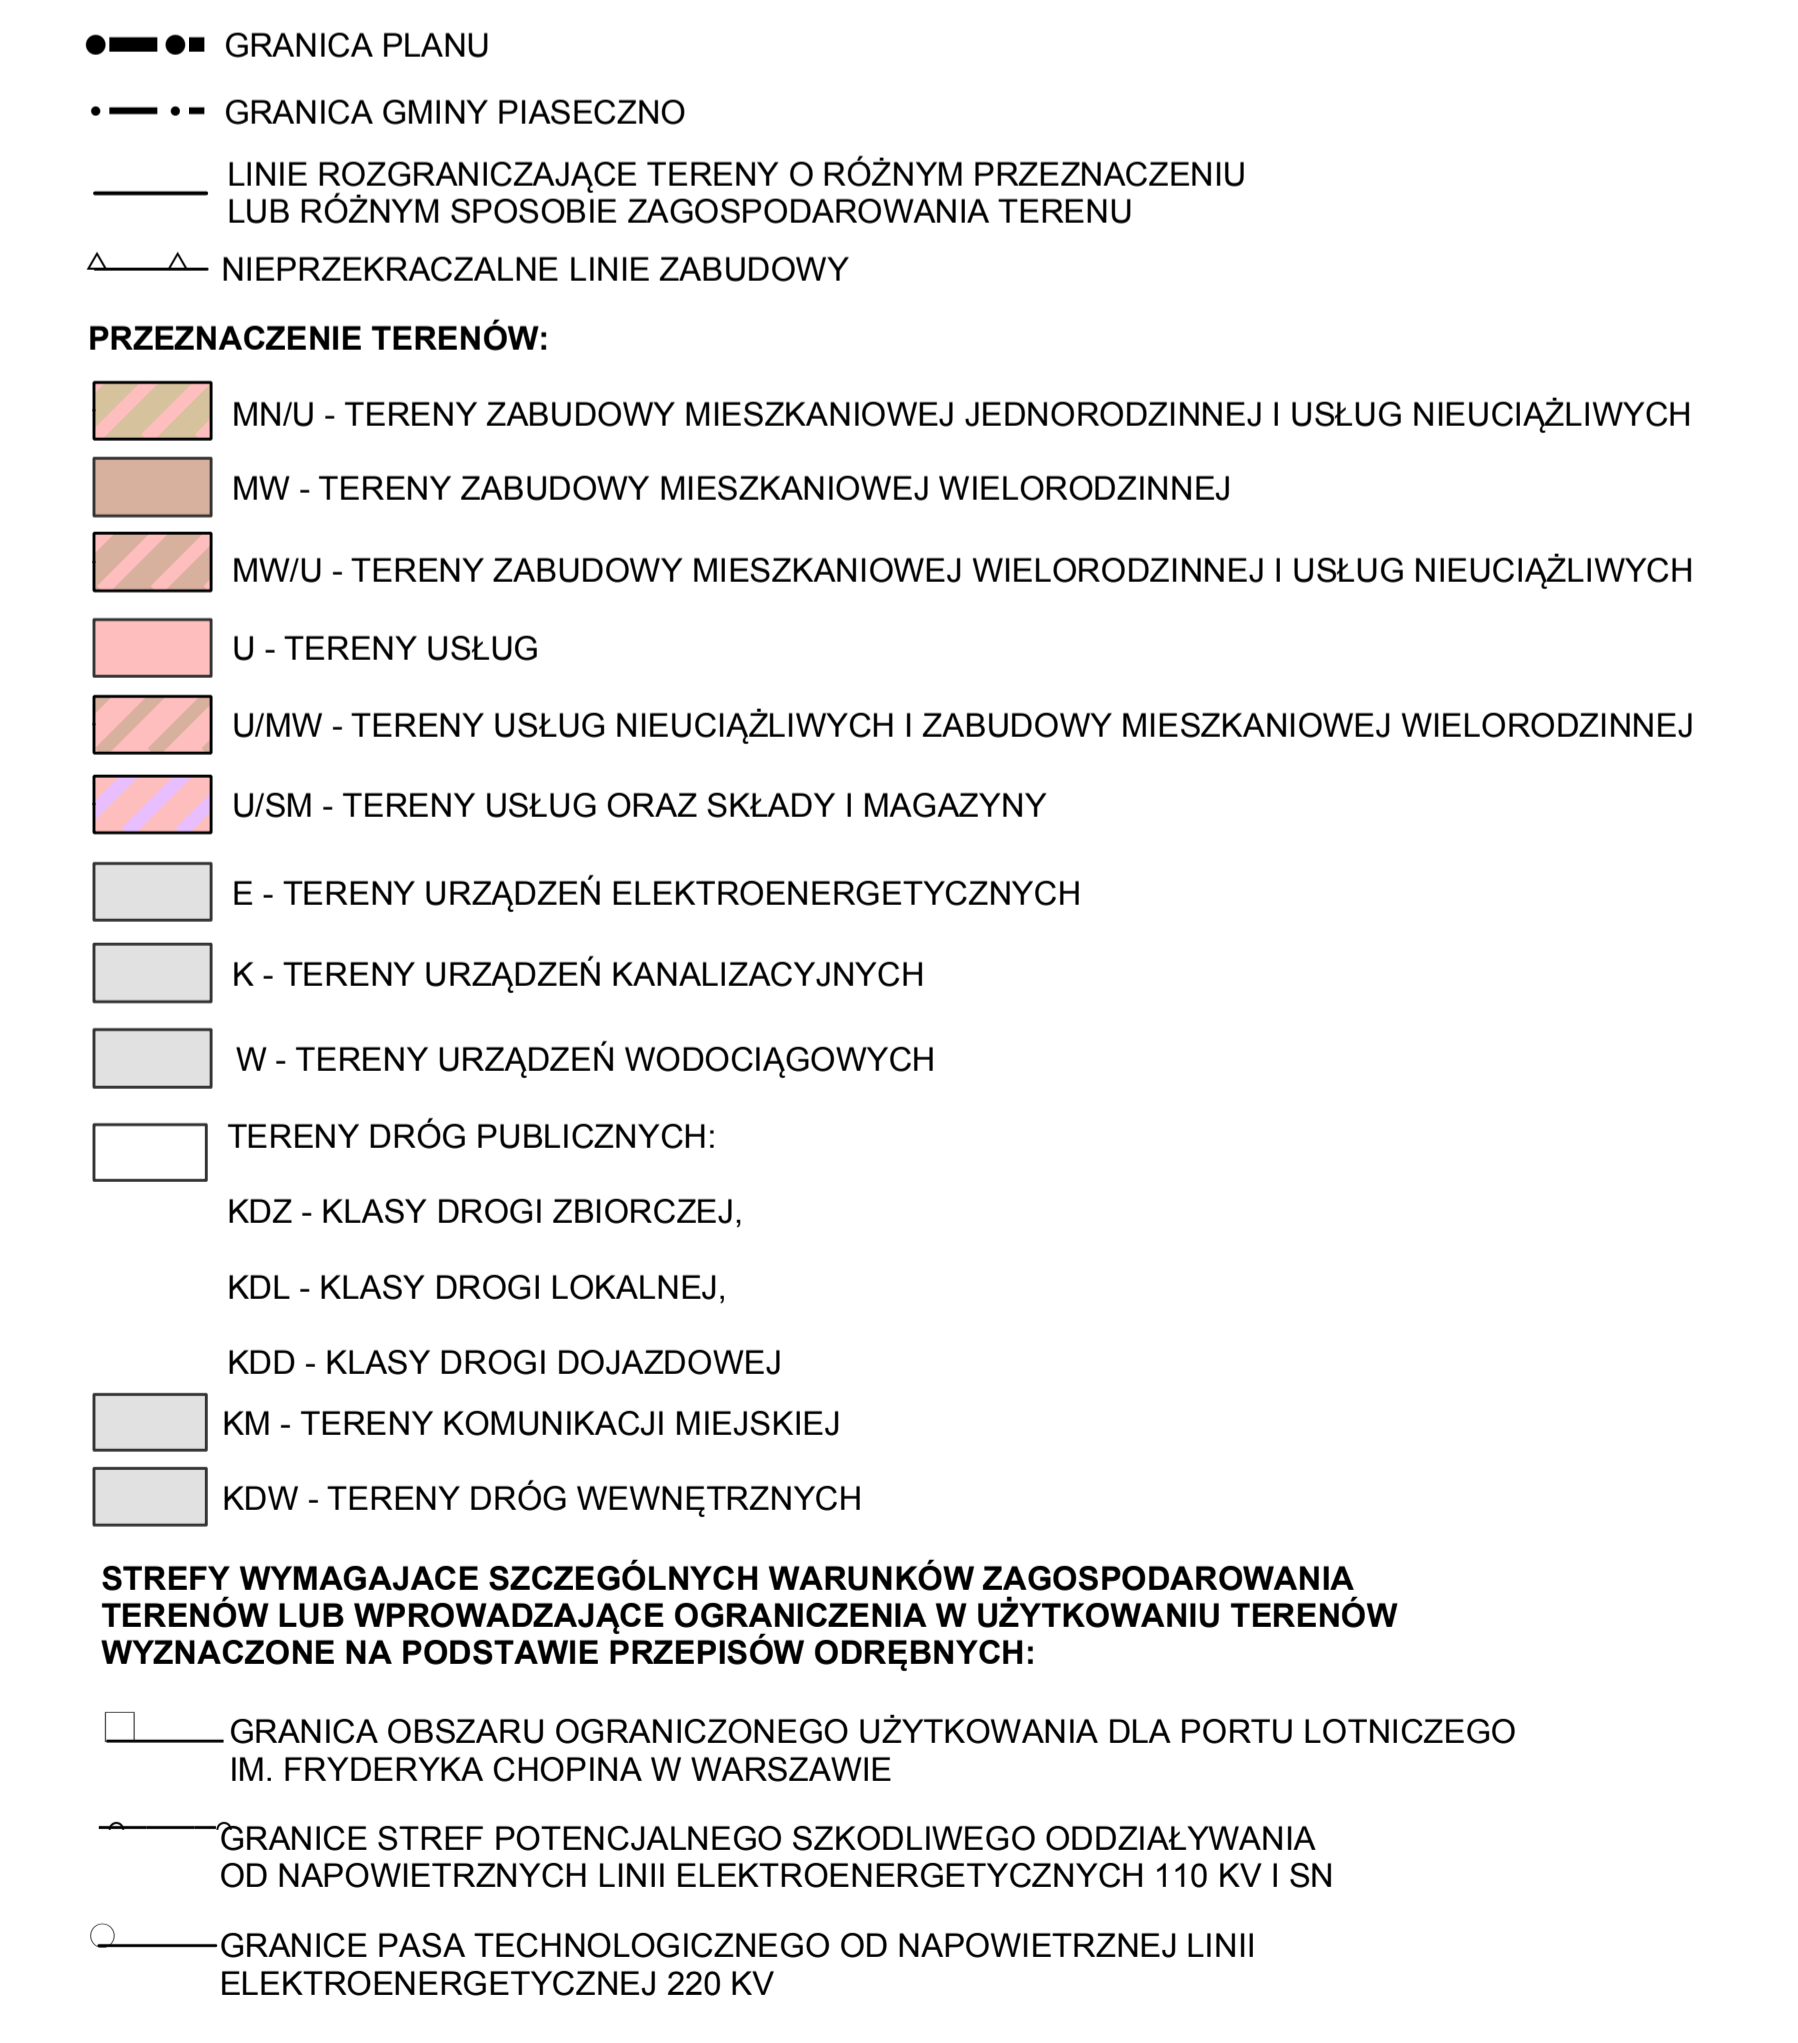 GRANICA PLANU
GRANICA GMINY PIASECZNO
LINIE ROZGRANICZAJĄCE TERENY O RÓŻNYM PRZEZNACZENIU
LUB RÓŻNYM SPOSOBIE ZAGOSPODAROWANIA TERENU
NIEPRZEKRACZALNE LINIE ZABUDOWY
PRZEZNACZENIE TERENÓW:
MN/U - TERENY ZABUDOWY MIESZKANIOWEJ JEDNORODZINNEJ I USŁUG NIEUCIĄŻLIWYCH
MW - TERENY ZABUDOWY MIESZKANIOWEJ WIELORODZINNEJ
MW/U - TERENY ZABUDOWY MIESZKANIOWEJ WIELORODZINNEJ I USŁUG NIEUCIĄŻLIWYCH
U - TERENY USŁUG
U/MW - TERENY USŁUG NIEUCIĄŻLIWYCH I ZABUDOWY MIESZKANIOWEJ WIELORODZINNEJ
U/SM - TERENY USŁUG ORAZ SKŁADY I MAGAZYNY
E - TERENY URZĄDZEŃ ELEKTROENERGETYCZNYCH
K - TERENY URZĄDZEŃ KANALIZACYJNYCH
W - TERENY URZĄDZEŃ WODOCIĄGOWYCH
TERENY DRÓG PUBLICZNYCH:
KDZ - KLASY DROGI ZBIORCZEJ,
KDL - KLASY DROGI LOKALNEJ,
KDD - KLASY DROGI DOJAZDOWEJ
KM - TERENY KOMUNIKACJI MIEJSKIEJ
KDW - TERENY DRÓG WEWNĘTRZNYCH
STREFY WYMAGAJACE SZCZEGÓLNYCH WARUNKÓW ZAGOSPODAROWANIA
TERENÓW LUB WPROWADZAJĄCE OGRANICZENIA W UŻYTKOWANIU TERENÓW
WYZNACZONE NA PODSTAWIE PRZEPISÓW ODRĘBNYCH:
GRANICA OBSZARU OGRANICZONEGO UŻYTKOWANIA DLA PORTU LOTNICZEGO
IM. FRYDERYKA CHOPINA W WARSZAWIE
GRANICE STREF POTENCJALNEGO SZKODLIWEGO ODDZIAŁYWANIA
OD NAPOWIETRZNYCH LINII ELEKTROENERGETYCZNYCH 110 KV I SN
GRANICE PASA TECHNOLOGICZNEGO OD NAPOWIETRZNEJ LINII
ELEKTROENERGETYCZNEJ 220 KV